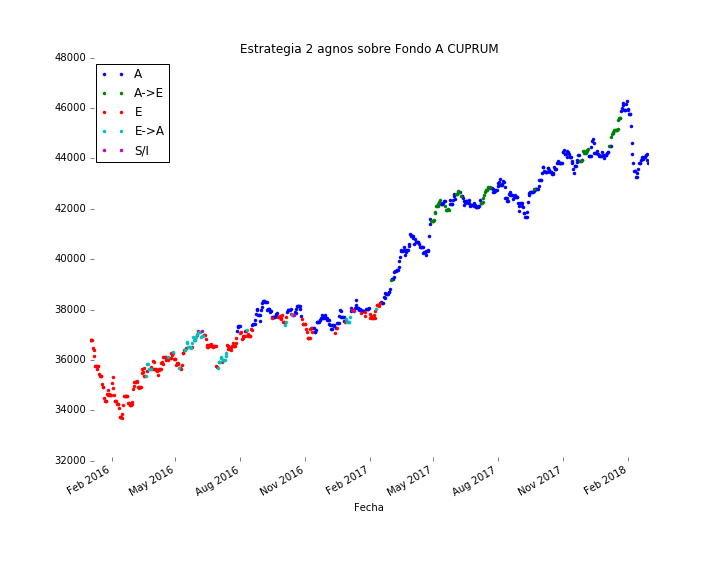 Estrategia 2 agnos sobre Fondo A CUPRUM
48000
46000
44000
42000
40000
38000
36000
34000
32000
A
A->E
E
E->A
S/I
Feb 2016
May 2016
Aug 2016
Nov 2016
Feb 2017
May 2017
Aug 2017
Nov 2017
Feb 2018
Fecha